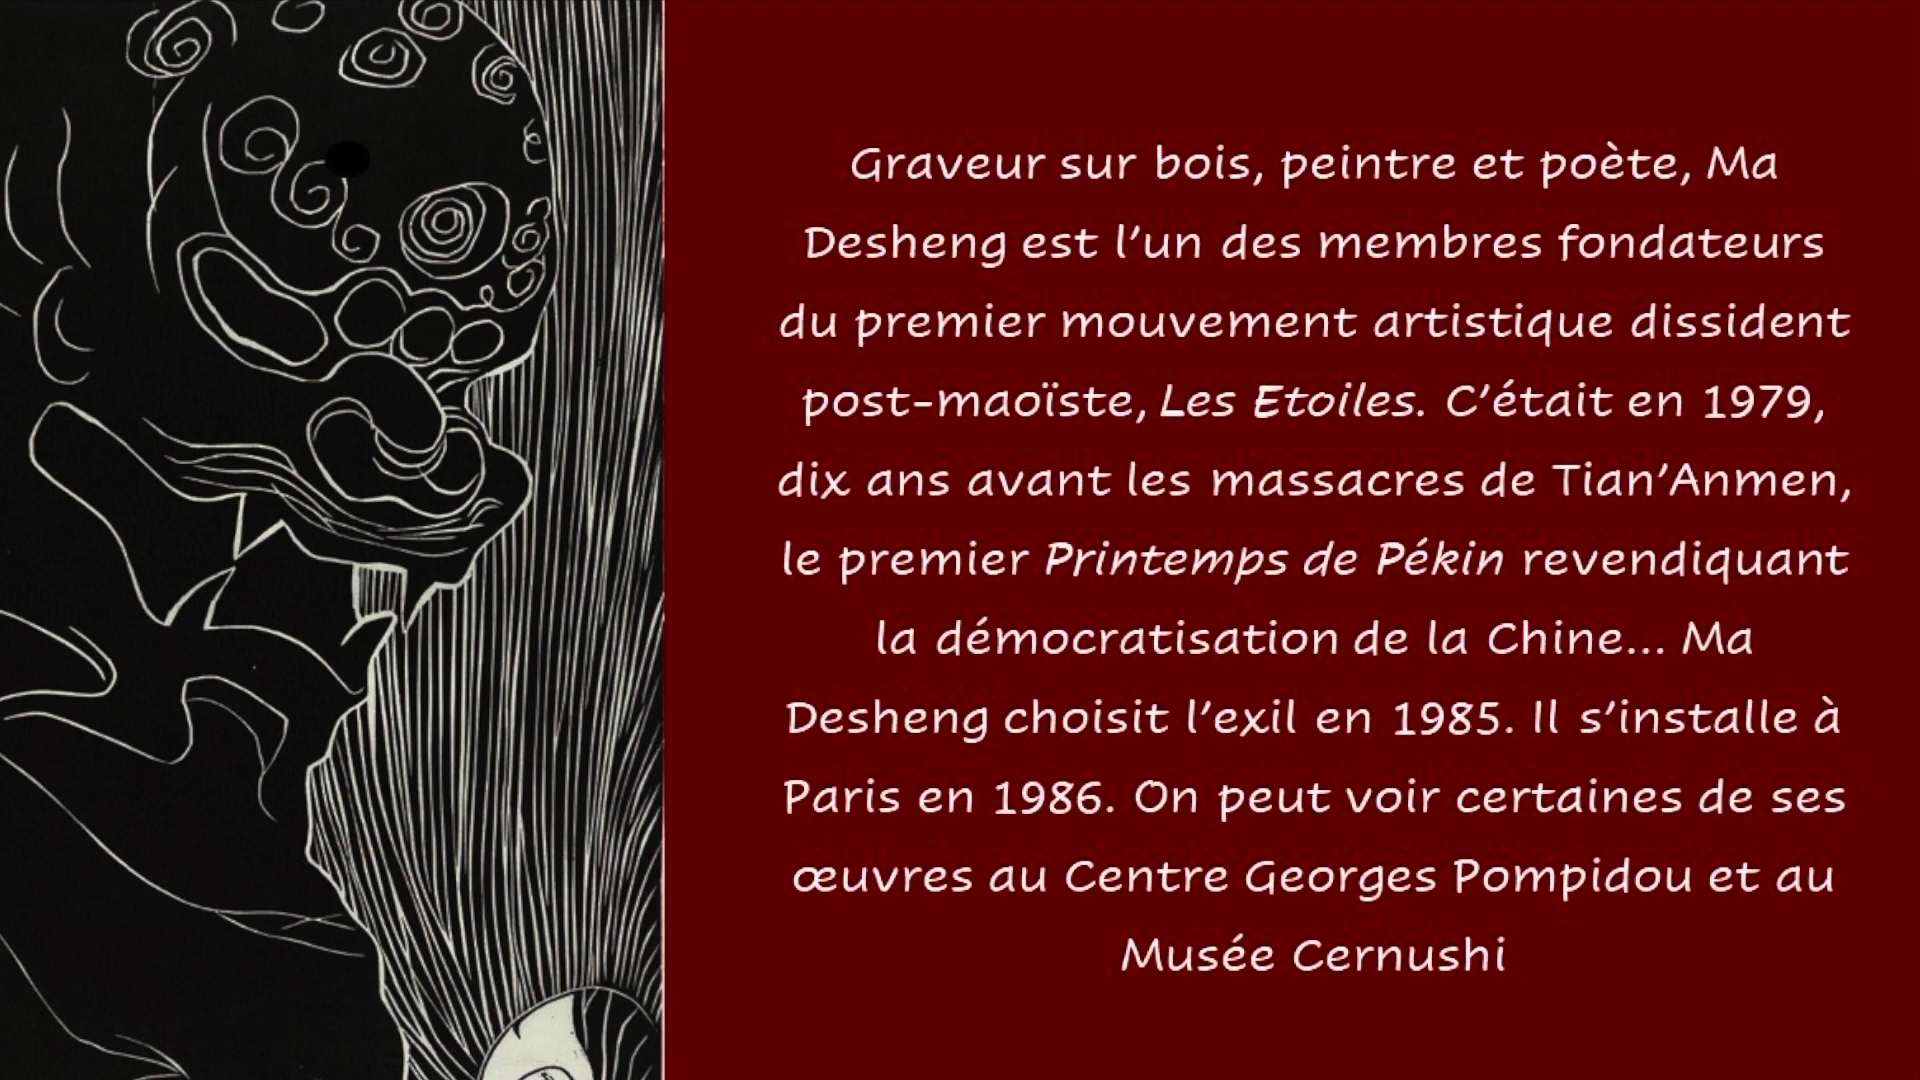 Graveur sur bois, peintre et poète, Ma
Desheng est l’un des membres fondateurs
du premier mouvement artistique dissident
post-maoïste, Les Etoiles. C’était en 1979,
dix ans avant les massacres de Tian’Anmen,
le premier Printemps de Pékin revendiquant
la démocratisation de la Chine... Ma
Desheng choisit l’exil en 1985. Il s’installe à
Paris en 1986. On peut voir certaines de ses
œuvres au Centre Georges Pompidou et au
Musée Cernushi